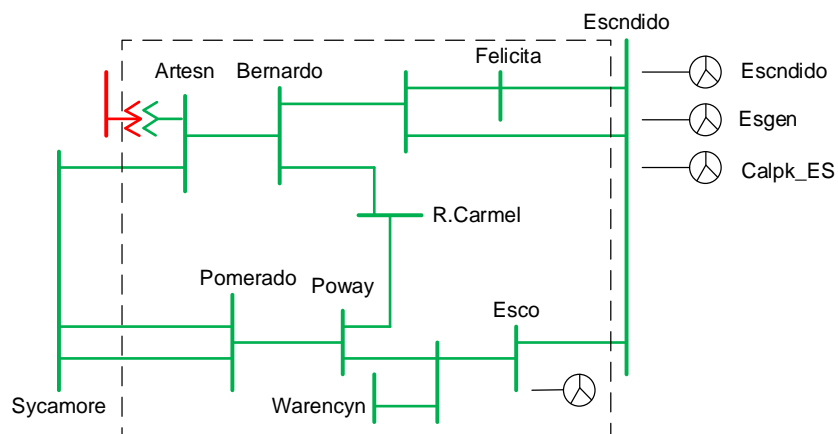 Escndido
Artesn
Bernardo
Felicita
Escndido
Esgen
Calpk_ES
R.Carmel
Pomerado
Poway
Esco
Sycamore
Warencyn